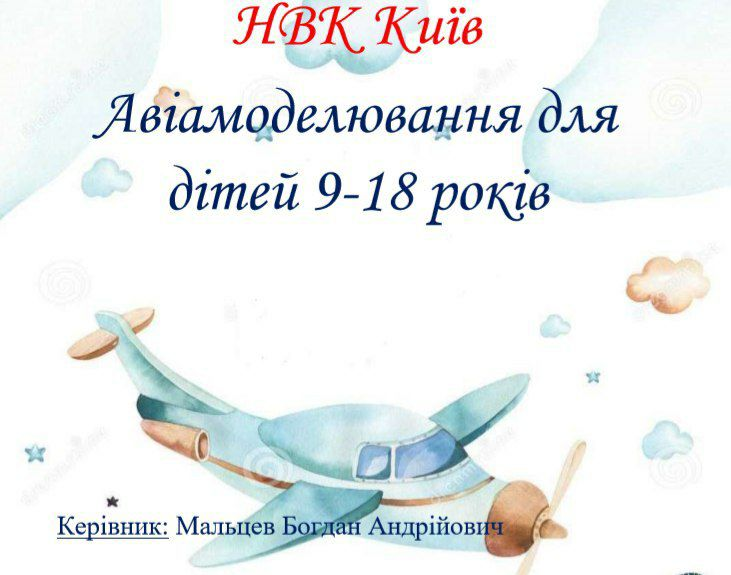 НВК Київ
Авіамоделювання для
дітей 9-18 років
Керівник: Мальцев Богдан Андрійович